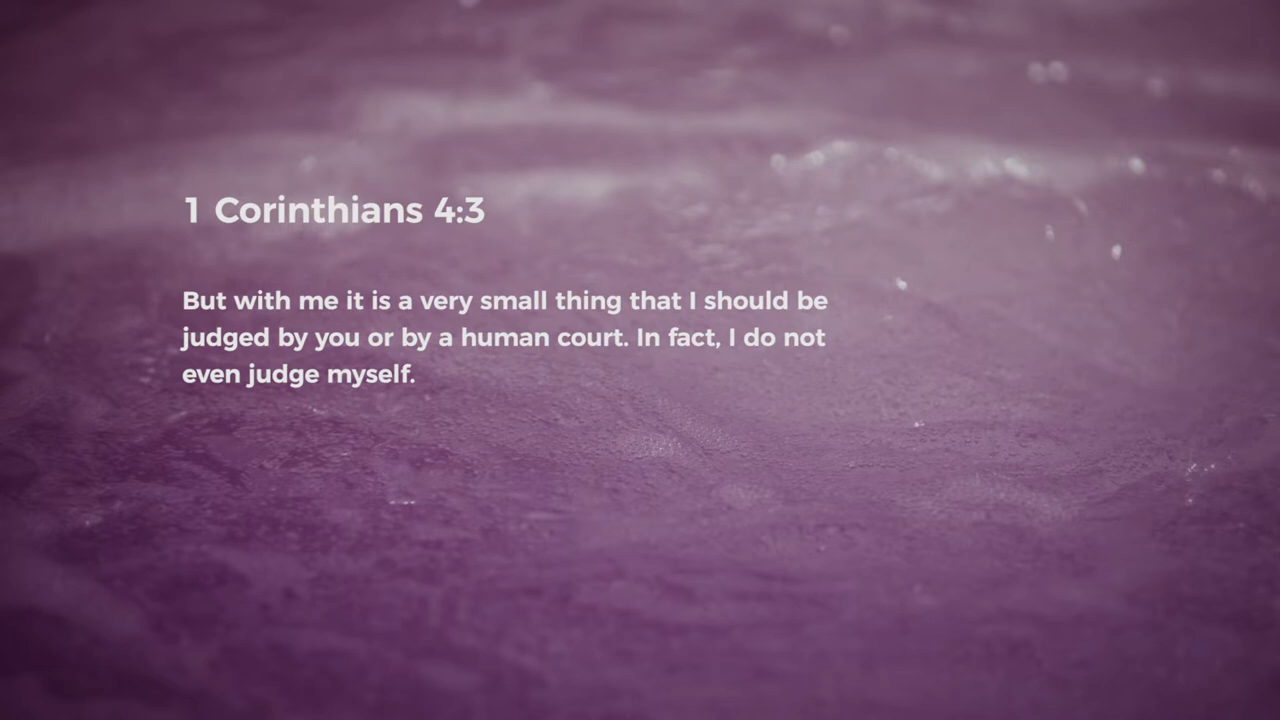 1 Corinthians 4:3
But with me it is a very small thing that I should be
judged by you or by a human court. In fact, I do not
even judge myself.